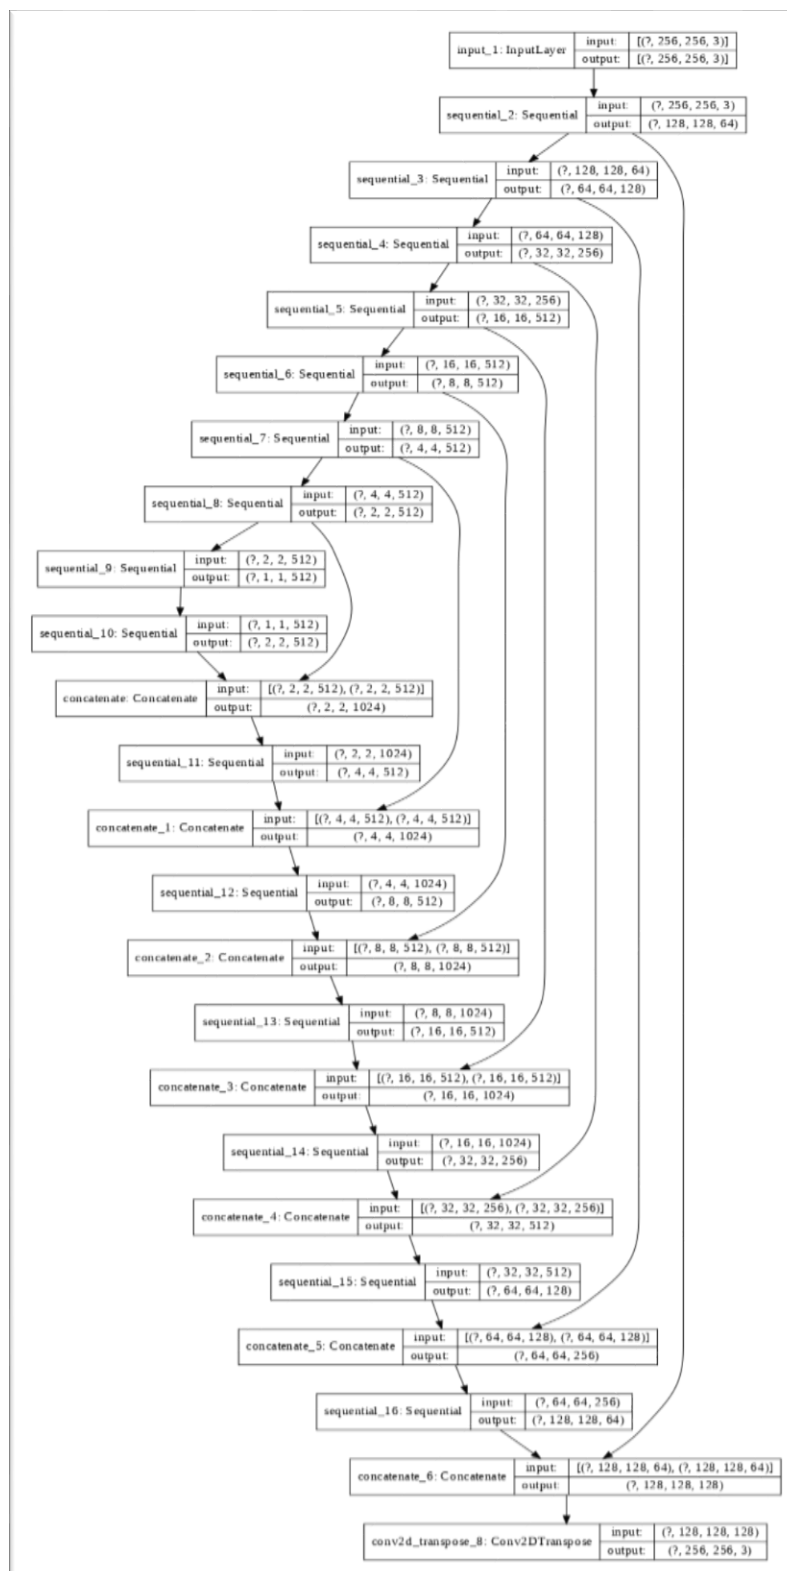 input_1: InputLayer
input: [(?, 256, 256, 3)]
output: [(?, 256, 256, 3)]
sequential_2: Sequential
input: (?, 256, 256, 3)
output: (?, 128, 128, 64)
sequential_3: Sequential
input: (?, 128, 128, 64)
output: (?, 64, 64, 128)
sequential_4: Sequential
input: (?, 64, 64, 128)
output: (?, 32, 32, 256)
sequential_5: Sequential
input: (?, 32, 32, 256)
output: (?, 16, 16, 512)
sequential_6: Sequential
input: (?, 16, 16, 512)
output: (?, 8, 8, 512)
sequential_7: Sequential
input: (?, 8, 8, 512)
output: (?, 4, 4, 512)
sequential_8: Sequential
input: (?, 4, 4, 512)
output: (?, 2, 2, 512)
sequential_9: Sequential
input: (?, 2, 2, 512)
output: (?, 1, 1, 512)
sequential_10: Sequential
input: (?, 1, 1, 512)
output: (?, 2, 2, 512)
concatenate: Concatenate
input: [(?, 2, 2, 512), (?, 2, 2, 512)]
output: (?, 2, 2, 1024)
sequential_11: Sequential
input: (?, 2, 2, 1024)
output: (?, 4, 4, 512)
concatenate_1: Concatenate
input: [(?, 4, 4, 512), (?, 4, 4, 512)]
output: (?, 4, 4, 1024)
sequential_12: Sequential
input: (?, 4, 4, 1024)
output: (?, 8, 8, 512)
concatenate_2: Concatenate
input: [(?, 8, 8, 512), (?, 8, 8, 512)]
output: (?, 8, 8, 1024)
sequential_13: Sequential
input: (?, 8, 8, 1024)
output: (?, 16, 16, 512)
concatenate_3: Concatenate
input: [(?, 16, 16, 512), (?, 16, 16, 512)]
output: (?, 16, 16, 1024)
sequential_14: Sequential
input: (?, 16, 16, 1024)
output: (?, 32, 32, 256)
concatenate_4: Concatenate
input: [(?, 32, 32, 256), (?, 32, 32, 256)]
output: (?, 32, 32, 512)
sequential_15: Sequential
input: (?, 32, 32, 512)
output: (?, 64, 64, 128)
concatenate_5: Concatenate
input: [(?, 64, 64, 128), (?, 64, 64, 128)]
output: (?, 64, 64, 256)
sequential_16: Sequential
input: (?, 64, 64, 256)
output: (?, 128, 128, 64)
concatenate_6: Concatenate
input: [(?, 128, 128, 64), (?, 128, 128, 64)]
output: (?, 128, 128, 128)
conv2d_transpose_8: Conv2DTranspose
input: (?, 128, 128, 128)
output: (?, 256, 256, 3)